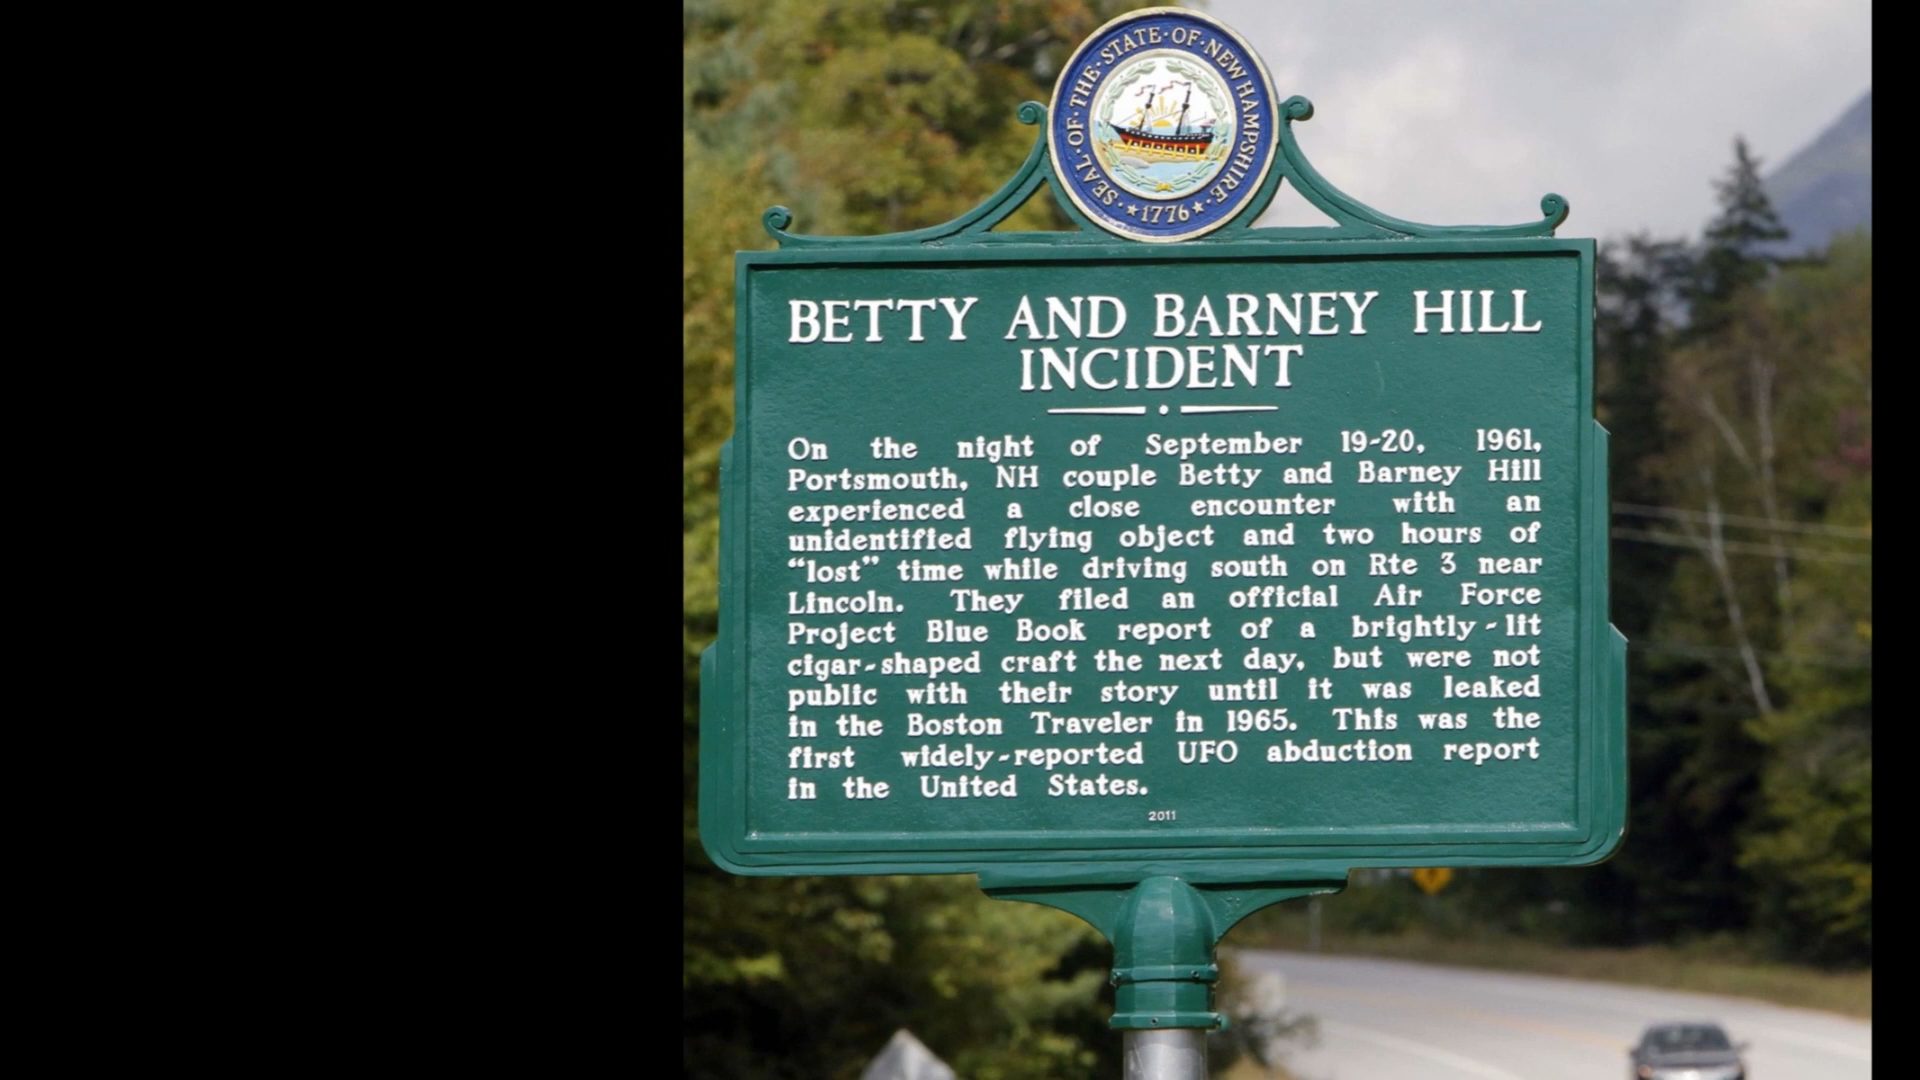 SEAL·OF·THE·STATE·OF·NEW HAMPSHIRE·
★1776★
BETTY AND BARNEY HILL
INCIDENT
On the night of September 19-20, 1961,
Portsmouth, NH couple Betty and Barney Hill
experienced a close encounter with an
unidentified flying object and two hours of
“lost” time while driving south on Rte 3 near
Lincoln. They filed an official Air Force
Project Blue Book report of a brightly-lit
cigar-shaped craft the next day, but were not
public with their story until it was leaked
in the Boston Traveler in 1965. This was the
first widely-reported UFO abduction report
in the United States.
2011